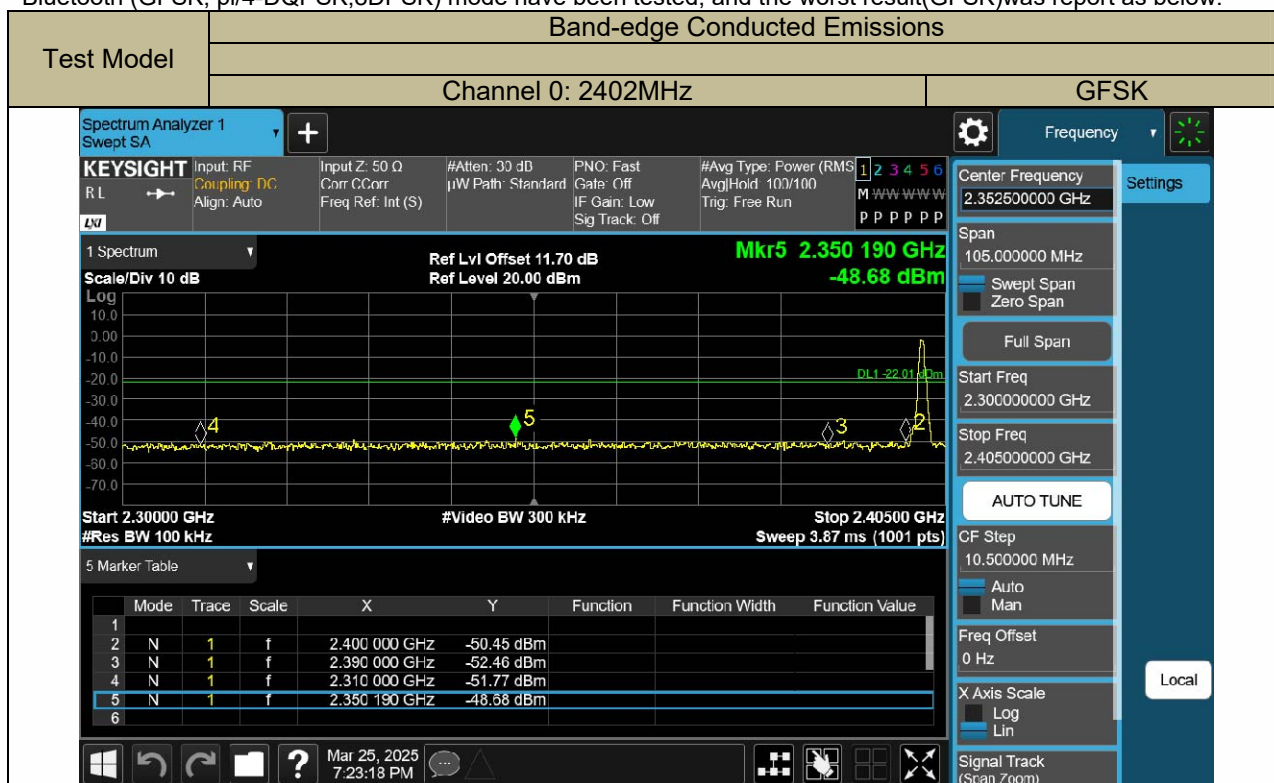 Bluetooth (GFSK, pi/4-DQPSK,8DPSK) mode have been tested, and the worst result(GFSK)was report as below:
Test Model
Band-edge Conducted Emissions
Channel 0: 2402MHz
GFSK
Spectrum Analyzer 1
Swept SA
+
Frequency
KEYSIGHT
R L
LXI
Input: RF
Coupling: DC
Align: Auto
Input Z: 50 Ω
Corr CCorr
Freq Ref: Int (S)
#Atten: 30 dB
µW Path: Standard
PNO: Fast
Gate: Off
IF Gain: Low
Sig Track: Off
#Avg Type: Power (RMS
Avg|Hold: 100/100
Trig: Free Run
1 2 3 4 5 6
M W W W W W
P P P P P P
1 Spectrum
Scale/Div 10 dB
Ref Lvl Offset 11.70 dB
Ref Level 20.00 dBm
Mkr5 2.350 190 GHz
-48.68 dBm
Log
10.0
0.00
-10.0
-20.0
-30.0
-40.0
-50.0
-60.0
-70.0
DL1 -22.01 dBm
4
5
3
2
Start 2.30000 GHz
#Res BW 100 kHz
#Video BW 300 kHz
Stop 2.40500 GHz
Sweep 3.87 ms (1001 pts)
5 Marker Table
Mode Trace Scale X Y Function Function Width Function Value
1
2 N 1 f 2.400 000 GHz -50.45 dBm
3 N 1 f 2.390 000 GHz -52.46 dBm
4 N 1 f 2.310 000 GHz -51.77 dBm
5 N 1 f 2.350 190 GHz -48.68 dBm
6
?
Mar 25, 2025
7:23:18 PM
Center Frequency
2.352500000 GHz
Settings
Span
105.000000 MHz
Swept Span
Zero Span
Full Span
Start Freq
2.300000000 GHz
Stop Freq
2.405000000 GHz
AUTO TUNE
CF Step
10.500000 MHz
Auto
Man
Freq Offset
0 Hz
Local
X Axis Scale
Log
Lin
Signal Track
(Span Zoom)